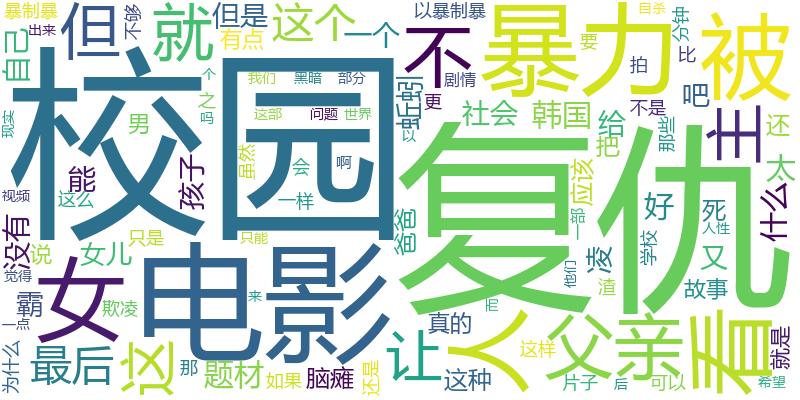 暴制暴
出来
不够
但
就
但是
有点
这个
一个
以暴制暴
自杀
不
暴力
要
拍
分钟
比
被
自己
校园
现实
男
能
孩子
个
之
吗
我们
黑暗
部分
这部
问题
世界
虽然
会
啊
一样
蚯蚓
剧情
更
社会
韩国
以
不是
给
把
应该
那些
吧
主
还
太
视频
这么
没有
说
女儿
只是
只能
爸爸
复仇
一部
他们
凌
渣
好
学校
死
人性
又
故事
什么
觉得
女
霸
欺凌
电影
来
尼
真的
让
人
父亲
看
就是
一点
为什么
最后
这
那
题材
如果
脑瘫
还是
这种
这样
片子
后
可以
希望